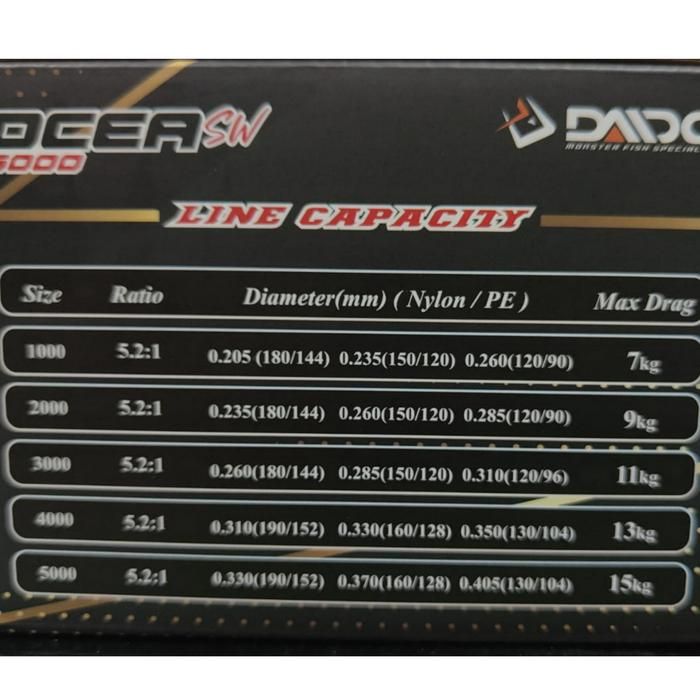 OCEA SW
5000
DAIDO
MONSTER FISH SPECIAL
LINE CAPACITY
Size Ratio Diameter(mm) ( Nylon / PE ) Max Drag
1000 5.2:1 0.205 (180/144) 0.235(150/120) 0.260(120/90) 7kg
2000 5.2:1 0.235(180/144) 0.260(150/120) 0.285(120/90) 9kg
3000 5.2:1 0.260(180/144) 0.285(150/120) 0.310(120/96) 11kg
4000 5.2:1 0.310(190/152) 0.330(160/128) 0.350(130/104) 13kg
5000 5.2:1 0.330(190/152) 0.370(160/128) 0.405(130/104) 15kg